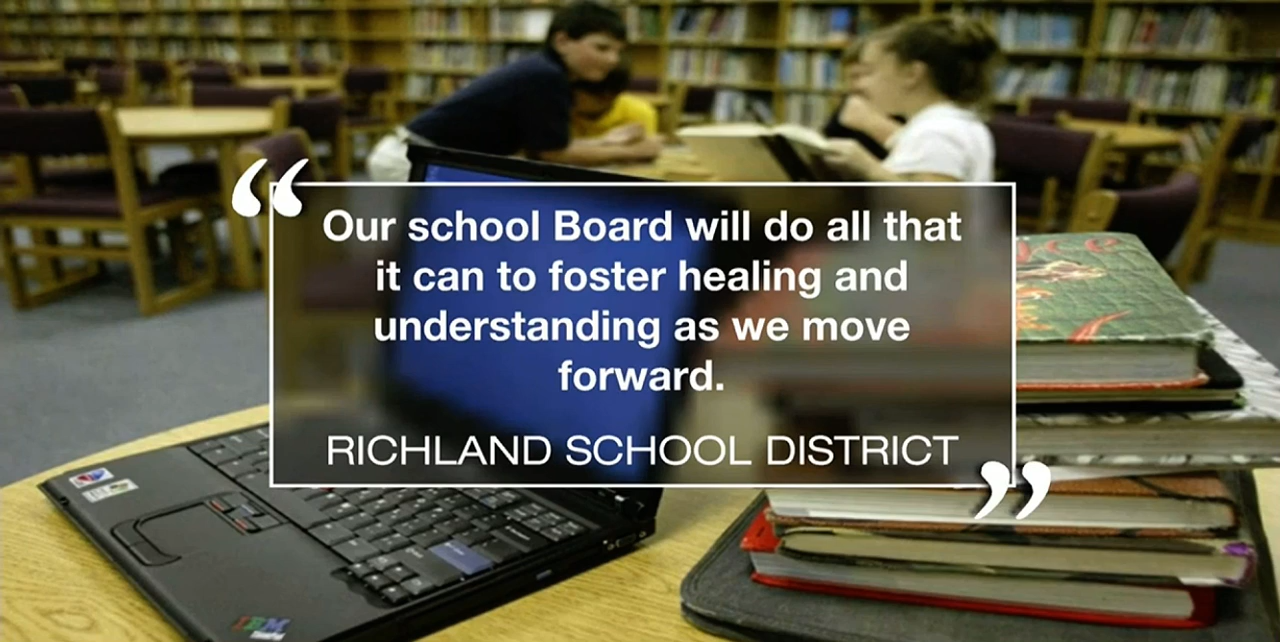 “
Our school Board will do all that
it can to foster healing and
understanding as we move
forward.
RICHLAND SCHOOL DISTRICT
”
IBM